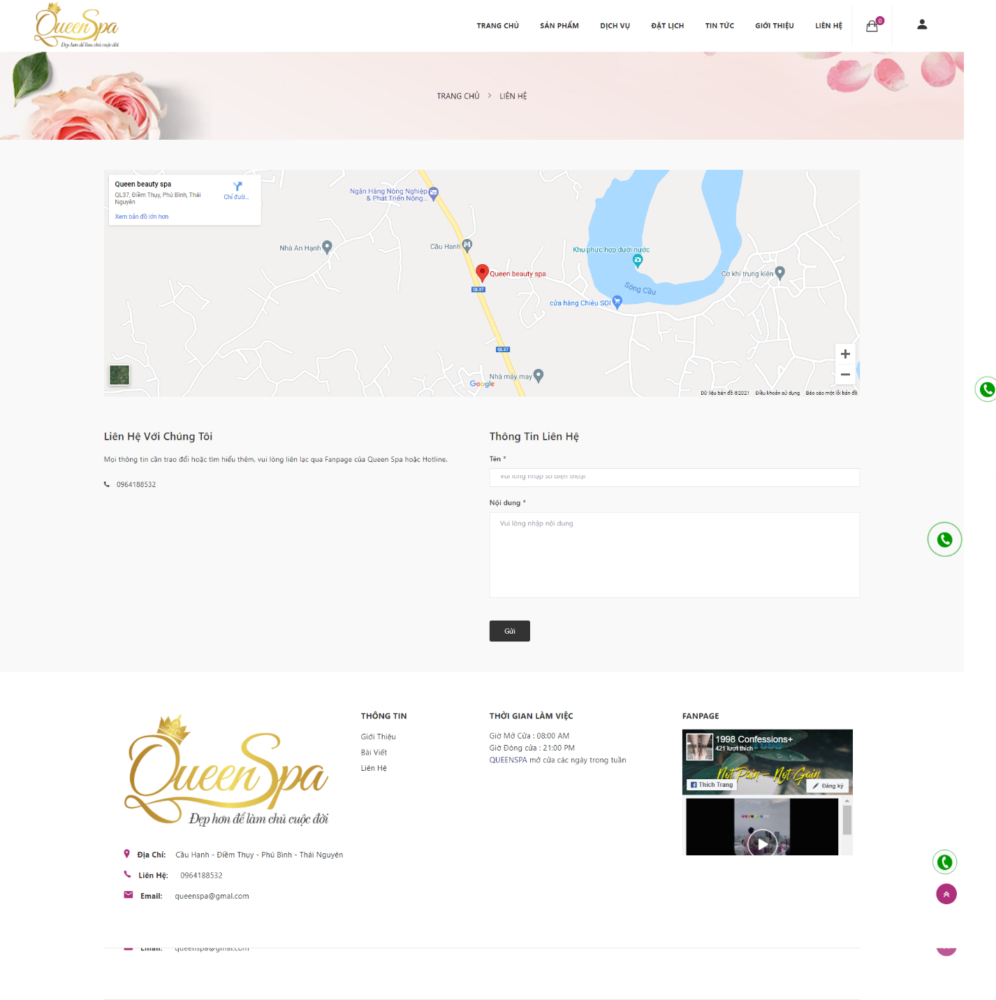 QueenSpa
Đẹp hơn để làm chủ cuộc đời
TRANG CHỦ
SẢN PHẨM
DỊCH VỤ
ĐẶT LỊCH
TIN TỨC
GIỚI THIỆU
LIÊN HỆ
0
TRANG CHỦ > LIÊN HỆ
Queen beauty spa
QL37, Điềm Thụy, Phú Bình, Thái
Nguyên
Chỉ đườ...
Xem bản đồ lớn hơn
Ngân Hàng Nông Nghiệp
& Phát Triển Nông...
Nhà An Hạnh
Cầu Hanh
Khu phức hợp dưới nước
Queen beauty spa
Cơ khí trung kiên
QL37
Sông Cầu
cửa hàng Chiêu SOI
QL37
Nhà máy may
Google
Dữ liệu bản đồ ©2021
Điều khoản sử dụng
Báo cáo một lỗi bản đồ
Liên Hệ Với Chúng Tôi
Mọi thông tin cần trao đổi hoặc tìm hiểu thêm, vui lòng liên lạc qua Fanpage của Queen Spa hoặc Hotline.
0964188532
Thông Tin Liên Hệ
Tên *
Vui lòng nhập số điện thoại
Nội dung *
Vui lòng nhập nội dung
Gửi
QueenSpa
Đẹp hơn để làm chủ cuộc đời
Địa Chỉ: Cầu Hanh - Điềm Thụy - Phú Bình - Thái Nguyên
Liên Hệ: 0964188532
Email: queenspa@gmal.com
THÔNG TIN
Giới Thiệu
Bài Viết
Liên Hệ
THỜI GIAN LÀM VIỆC
Giờ Mở Cửa : 08:00 AM
Giờ Đóng cửa : 21:00 PM
QUEENSPA mở cửa các ngày trong tuần
FANPAGE
1998 Confessions+
421 lượt thích
1998
Not Pain - Not Gain
Thích Trang
Đăng ký
Email: queenspa@gmal.com